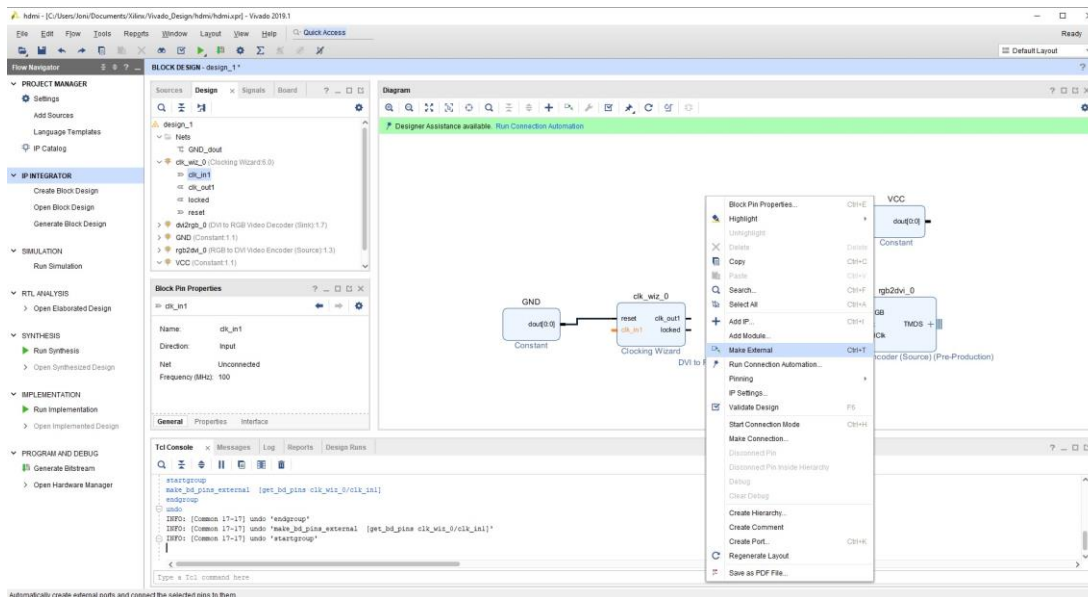 hdmi - [C:/Users/Joni/Documents/Xilinx/Vivado_Design/hdmi/hdmi.xpr] - Vivado 2019.1
File Edit Flow Tools Reports Window Layout View Help Quick Access
Ready
Default Layout
Flow Navigator
PROJECT MANAGER
Settings
Add Sources
Language Templates
IP Catalog
IP INTEGRATOR
Create Block Design
Open Block Design
Generate Block Design
SIMULATION
Run Simulation
RTL ANALYSIS
Open Elaborated Design
SYNTHESIS
Run Synthesis
Open Synthesized Design
IMPLEMENTATION
Run Implementation
Open Implemented Design
PROGRAM AND DEBUG
Generate Bitstream
Open Hardware Manager
BLOCK DESIGN - design_1 *
Sources Design Signals Board
design_1
Nets
GND_dout
clk_wiz_0 (Clocking Wizard:6.0)
clk_in1
clk_out1
locked
reset
dvi2rgb_0 (DVI to RGB Video Decoder (Sink):1.7)
GND (Constant:1.1)
rgb2dvi_0 (RGB to DVI Video Encoder (Source):1.3)
VCC (Constant:1.1)
Block Pin Properties
clk_in1
Name: clk_in1
Direction: Input
Net Unconnected
Frequency (MHz): 100
General Properties Interface
Diagram
Designer Assistance available. Run Connection Automation
GND
dout[0:0]
Constant
clk_wiz_0
reset clk_out1
clk_in1 locked
Clocking Wizard
DVI to
VCC
dout[0:0]
Constant
rgb2dvi_0
GB
TMDS
Clk
ncoder (Source) (Pre-Production)
Block Pin Properties... Ctrl+E
Highlight
Unhighlight
Delete Delete
Copy Ctrl+C
Paste Ctrl+V
Search... Ctrl+F
Select All Ctrl+A
Add IP... Ctrl+I
Add Module...
Make External Ctrl+T
Run Connection Automation...
Pinning
IP Settings...
Validate Design F6
Start Connection Mode Ctrl+H
Make Connection...
Disconnect Pin
Disconnect Pin Inside Hierarchy
Debug
Clear Debug
Create Hierarchy...
Create Comment
Create Port... Ctrl+K
Regenerate Layout
Save as PDF File...
Tcl Console Messages Log Reports Design Runs
startgroup
make_bd_pins_external [get_bd_pins clk_wiz_0/clk_in1]
endgroup
undo
INFO: [Common 17-17] undo 'endgroup'
INFO: [Common 17-17] undo 'make_bd_pins_external [get_bd_pins clk_wiz_0/clk_in1]'
INFO: [Common 17-17] undo 'startgroup'
Type a Tcl command here
Automatically create external ports and connect the selected pins to them.